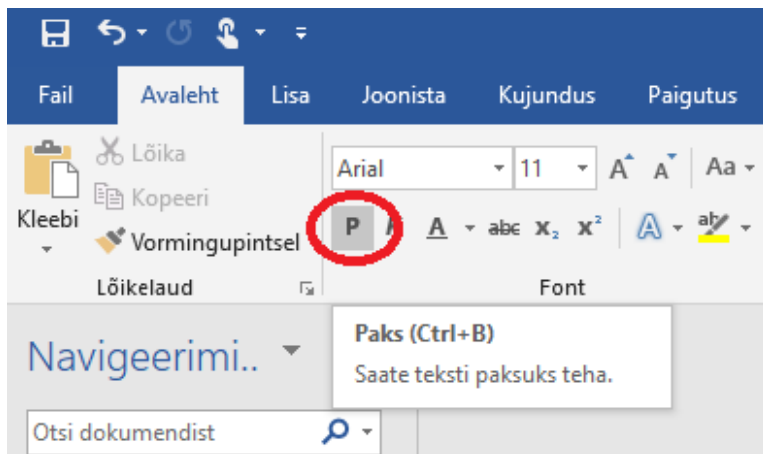 Fail Avaleht Lisa Joonista Kujundus Paigutus
Lõika
Kopeeri
Kleebi
Vormingupintsel
Arial 11 A A Aa
P A abc X₂ X² A aby
Lõikelaud Font
Paks (Ctrl+B)
Saate teksti paksuks teha.
Navigeerimi..
Otsi dokumendist